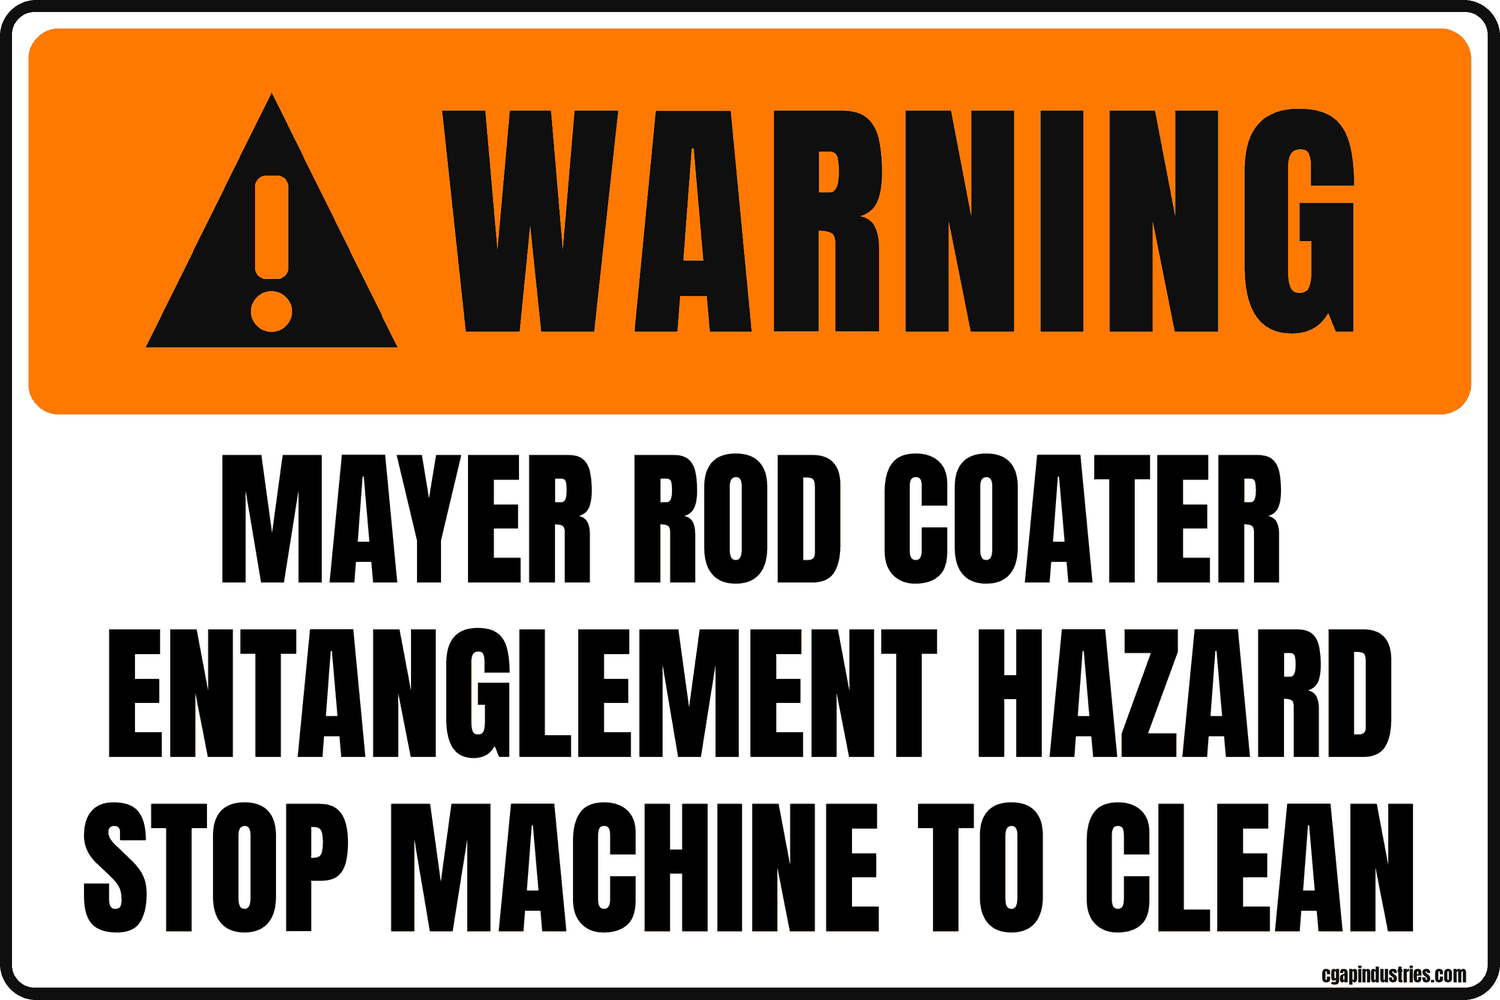 WARNING
MAYER ROD COATER
ENTANGLEMENT HAZARD
STOP MACHINE TO CLEAN
cgapindustries.com